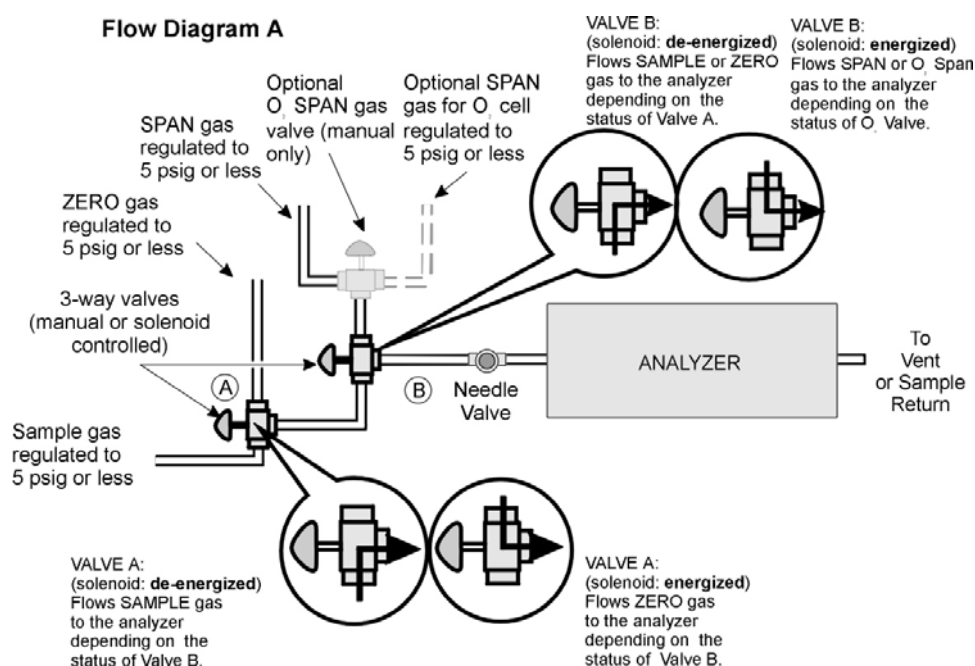 Flow Diagram A
VALVE B:
(solenoid: de-energized)
Flows SAMPLE or ZERO
gas to the analyzer
depending on the
status of Valve A.
VALVE B:
(solenoid: energized)
Flows SPAN or O, Span
gas to the analyzer
depending on the
status of O, Valve.
Optional
O, SPAN gas
valve (manual
only)
Optional SPAN
gas for O, cell
regulated to
5 psig or less
SPAN gas
regulated to
5 psig or less
ZERO gas
regulated to
5 psig or less
3-way valves
(manual or solenoid
controlled)
A
B
Needle
Valve
ANALYZER
To
Vent
or Sample
Return
Sample gas
regulated to
5 psig or less
VALVE A:
(solenoid: de-energized)
Flows SAMPLE gas
to the analyzer
depending on the
status of Valve B.
VALVE A:
(solenoid: energized)
Flows ZERO gas
to the analyzer
depending on the
status of Valve B.